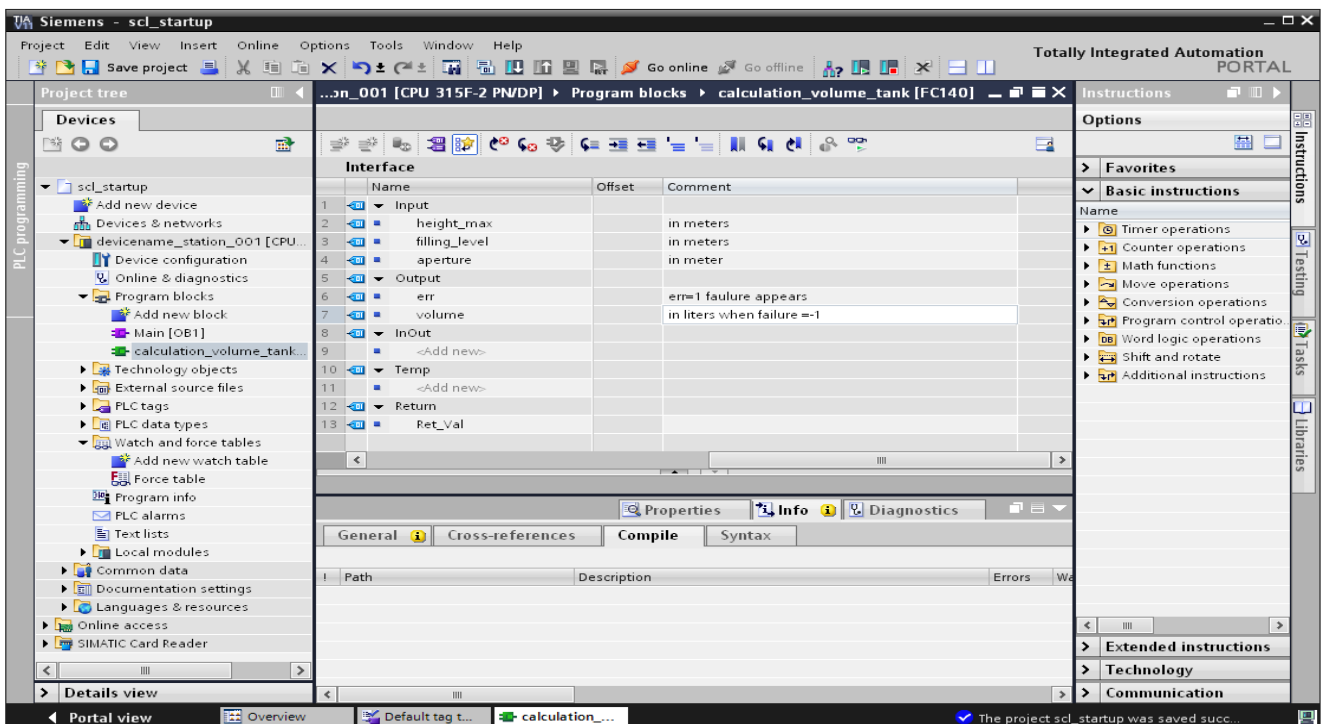 Siemens - scl_startup
Project Edit View Insert Online Options Tools Window Help
Totally Integrated Automation
PORTAL
Save project Go online Go offline
Project tree
...on_001 [CPU 315F-2 PN/DP] Program blocks calculation_volume_tank [FC140]
Instructions
Devices
Options
PLC programming
scl_startup
Add new device
Devices & networks
devicename_station_001 [CPU...
Device configuration
Online & diagnostics
Program blocks
Add new block
Main [OB1]
calculation_volume_tank...
Technology objects
External source files
PLC tags
PLC data types
Watch and force tables
Add new watch table
Force table
Program info
PLC alarms
Text lists
Local modules
Common data
Documentation settings
Languages & resources
Online access
SIMATIC Card Reader
Details view
Interface
Name Offset Comment
1 Input
2 height_max in meters
3 filling_level in meters
4 aperture in meter
5 Output
6 err err=1 faulure appears
7 volume in liters when failure =-1
8 InOut
9 <Add new>
10 Temp
11 <Add new>
12 Return
13 Ret_Val
Properties Info Diagnostics
General Cross-references Compile Syntax
! Path Description Errors Wa
Favorites
Basic instructions
Name
Timer operations
Counter operations
Math functions
Move operations
Conversion operations
Program control operatio..
Word logic operations
Shift and rotate
Additional instructions
Extended instructions
Technology
Communication
Instructions
Testing
Tasks
Libraries
Portal view Overview Default tag t... calculation_... The project scl_startup was saved succ...